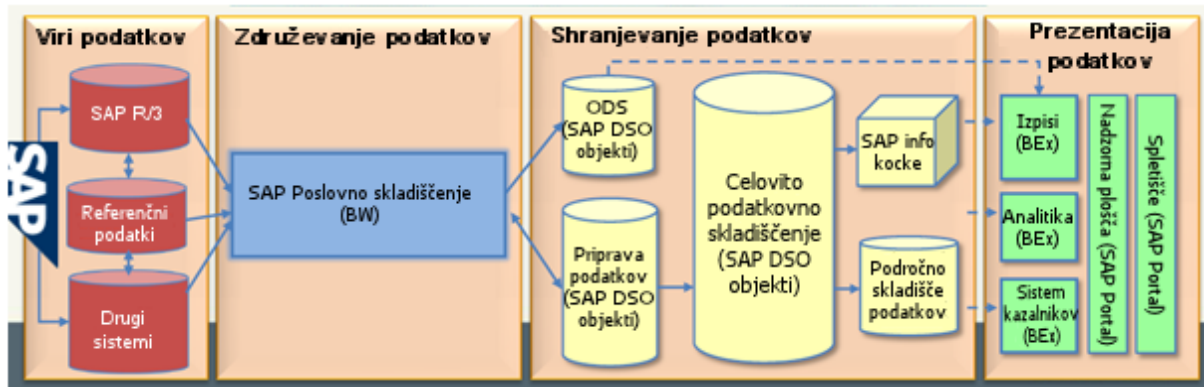 Viri podatkov
SAP R/3
SAP
Referenčni
podatki
Drugi
sistemi
Združevanje podatkov
SAP Poslovno skladiščenje
(BW)
Shranjevanje podatkov
ODS
(SAP DSO
objekti)
Priprava
podatkov
(SAP DSO
objekti)
Celovito
podatkovno
skladiščenje
(SAP DSO
objekti)
SAP info
kocke
Področno
skladišče
podatkov
Prezentacija
podatkov
Izpisi
(BEx)
Analitika
(BEx)
Sistem
kazalnikov
(BEx)
Nadzorna plošča (SAP Portal)
Spletišče (SAP Portal)